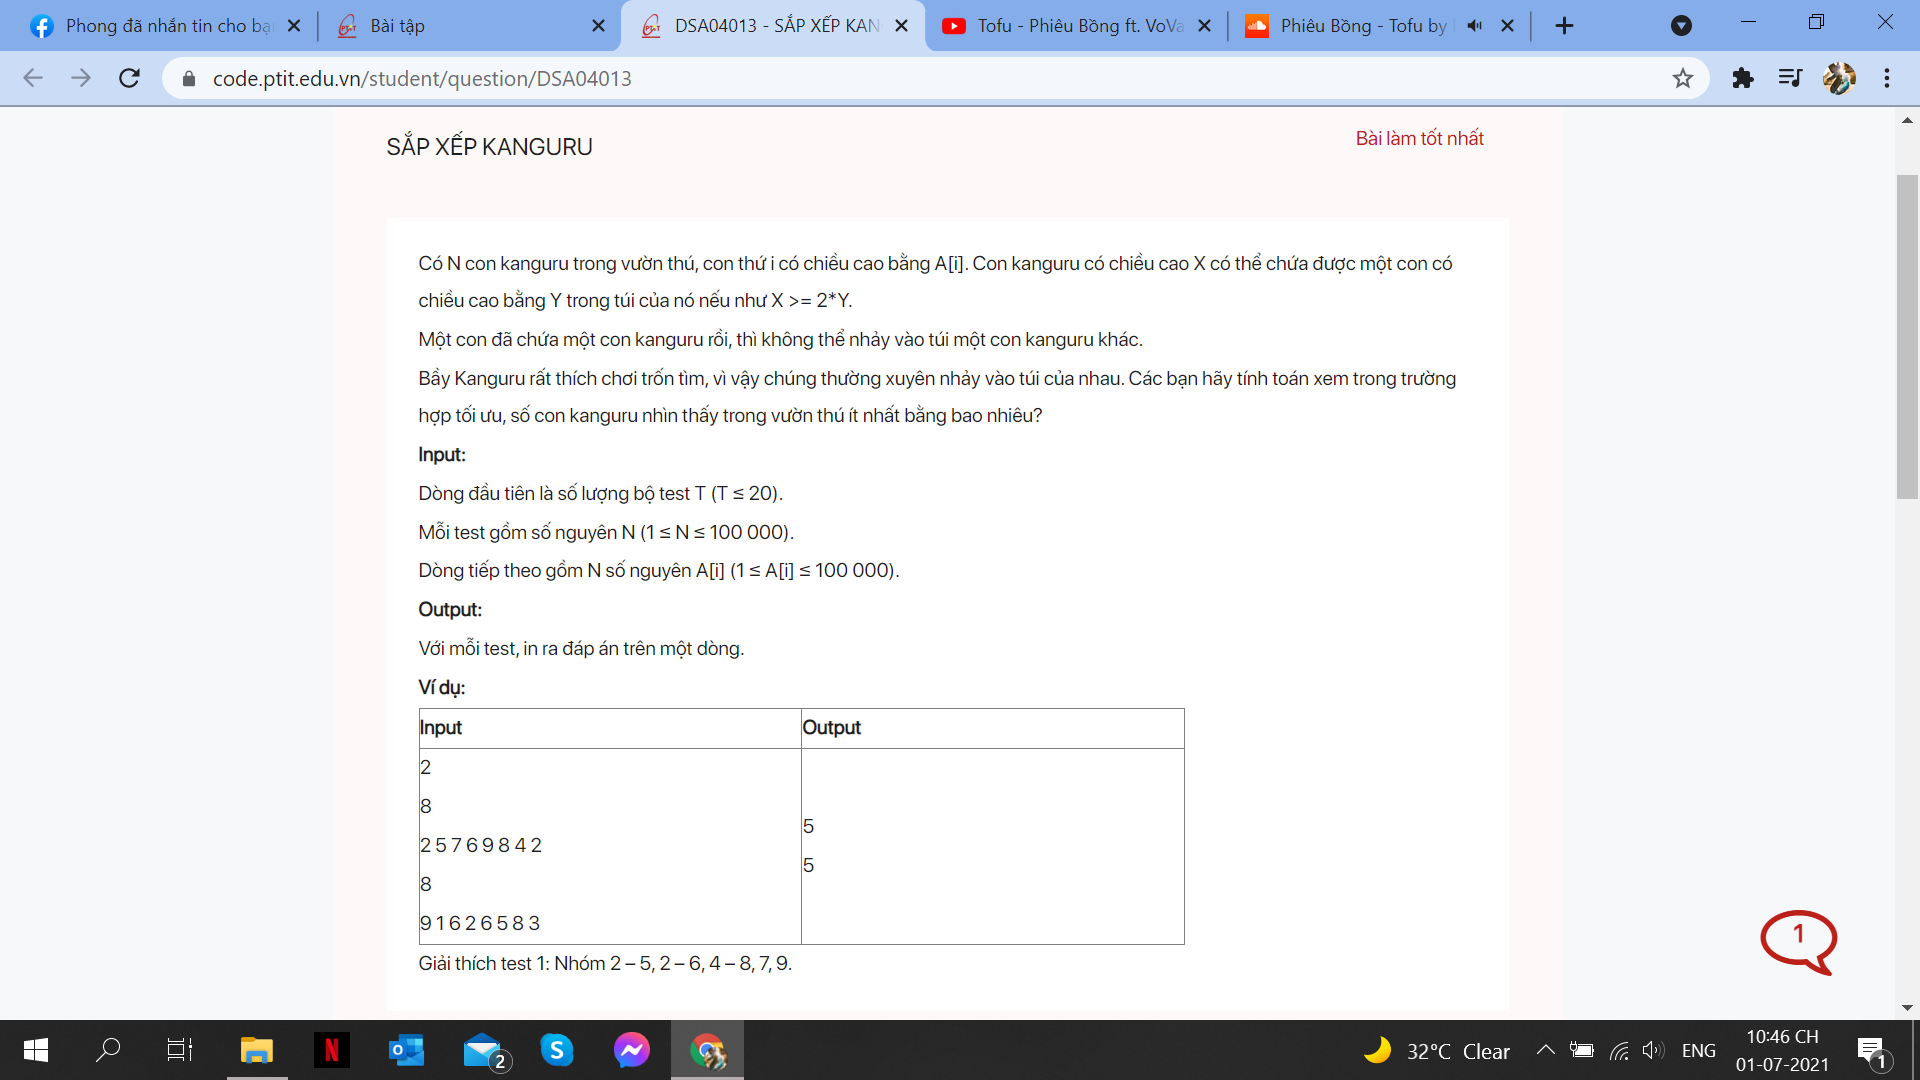 Phong đã nhắn tin cho bạ
Bài tập
DSA04013 - SẮP XẾP KAN
Tofu - Phiêu Bồng ft. VoVa
Phiêu Bồng - Tofu by
code.ptit.edu.vn/student/question/DSA04013
SẮP XẾP KANGURU
Bài làm tốt nhất
Có N con kanguru trong vườn thú, con thứ i có chiều cao bằng A[i]. Con kanguru có chiều cao X có thể chứa được một con có
chiều cao bằng Y trong túi của nó nếu như X >= 2*Y.
Một con đã chứa một con kanguru rồi, thì không thể nhảy vào túi một con kanguru khác.
Bầy Kanguru rất thích chơi trốn tìm, vì vậy chúng thường xuyên nhảy vào túi của nhau. Các bạn hãy tính toán xem trong trường
hợp tối ưu, số con kanguru nhìn thấy trong vườn thú ít nhất bằng bao nhiêu?
Input:
Dòng đầu tiên là số lượng bộ test T (T ≤ 20).
Mỗi test gồm số nguyên N (1 ≤ N ≤ 100 000).
Dòng tiếp theo gồm N số nguyên A[i] (1 ≤ A[i] ≤ 100 000).
Output:
Với mỗi test, in ra đáp án trên một dòng.
Ví dụ:
Input
Output
2
8
2 5 7 6 9 8 4 2
8
9 1 6 2 6 5 8 3
5
5
Giải thích test 1: Nhóm 2 – 5, 2 – 6, 4 – 8, 7, 9.
1
N
2
S
32°C Clear
ENG
10:46 CH
01-07-2021
1